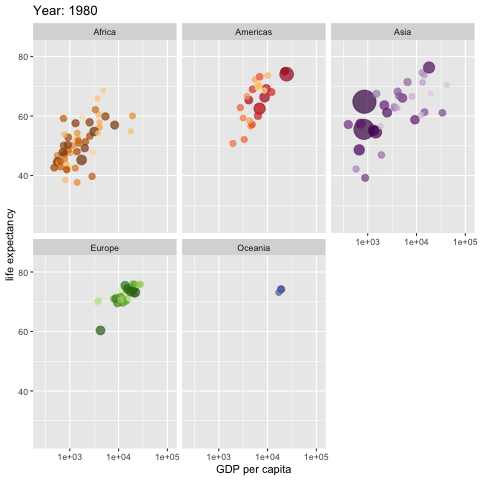 Year: 1980
Africa
Americas
Asia
80
60
40
1e+03 1e+04 1e+05
Europe
Oceania
80
60
40
1e+03 1e+04 1e+05
1e+03 1e+04 1e+05
GDP per capita
life expectancy